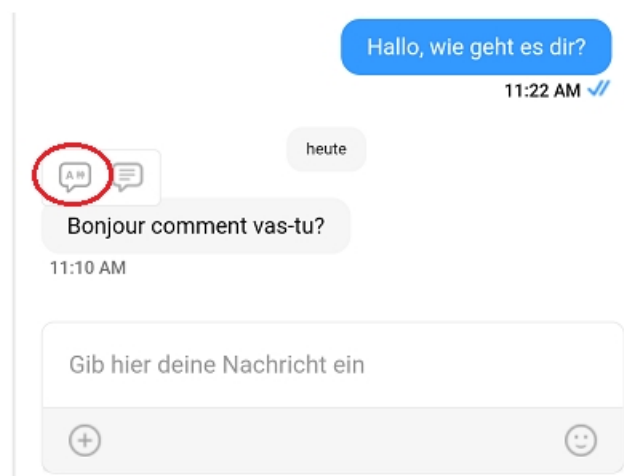 Hallo, wie geht es dir?
11:22 AM
heute
Bonjour comment vas-tu?
11:10 AM
Gib hier deine Nachricht ein